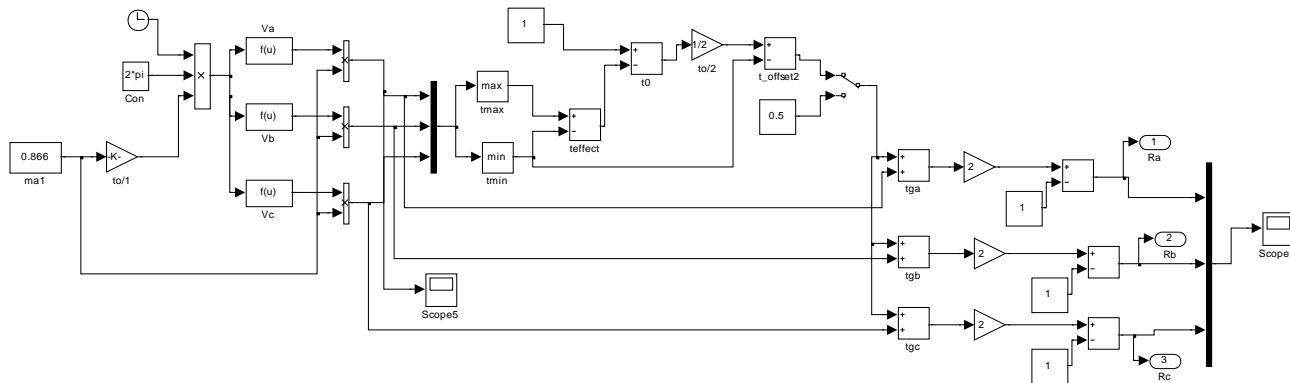 Va
f(u)
2*pi
Con
×
×
f(u)
Vb
×
0.866
ma1
-K-
to/1
f(u)
Vc
×
Scope5
max
tmax
min
tmin
+
−
teffect
1
+
−
t0
1/2
to/2
+
−
t_offset2
0.5
+
+
tga
2
1
+
−
1
Ra
+
+
tgb
2
1
+
−
2
Rb
+
+
tgc
2
1
+
−
3
Rc
Scope